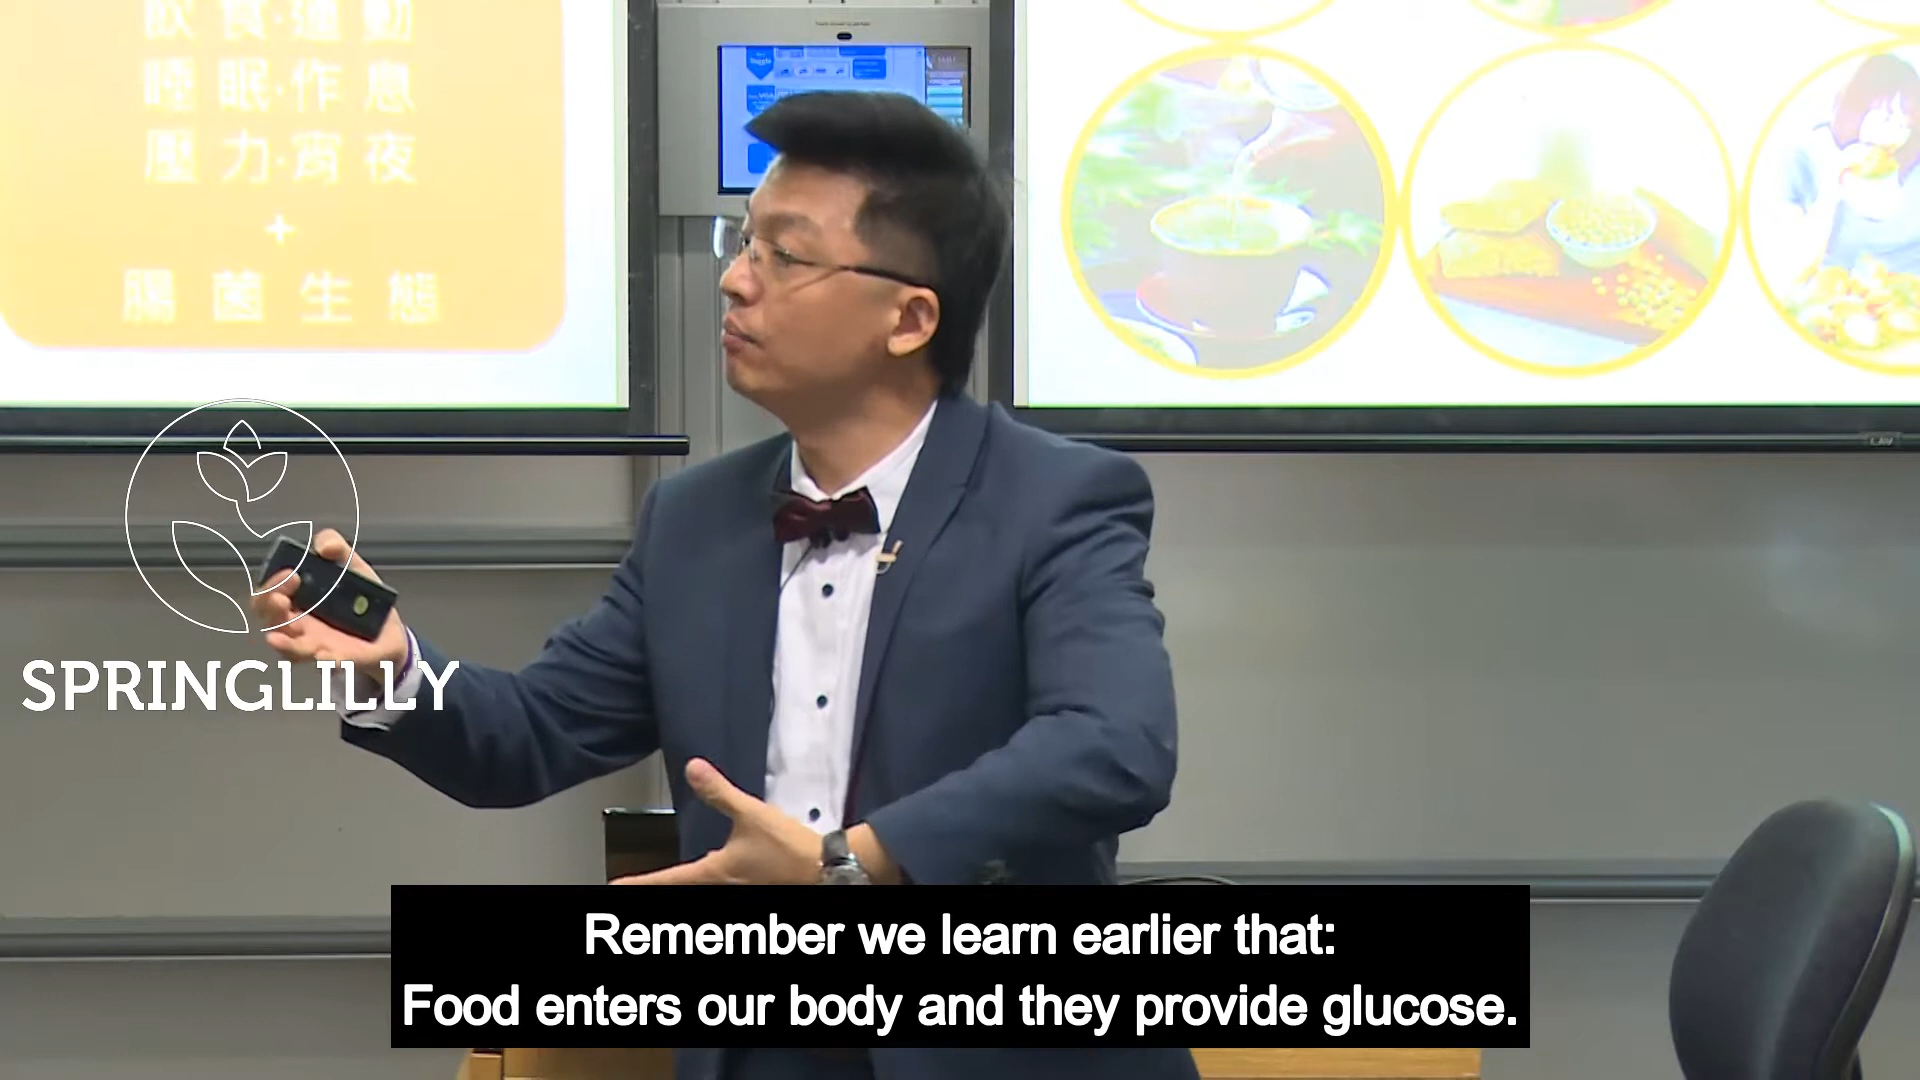 飲食·運動
睡眠·作息
壓力·宵夜
+
腸菌生態
SPRINGLILLY
Remember we learn earlier that:
Food enters our body and they provide glucose.